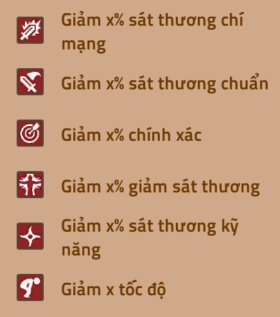 Giảm x% sát thương chí
mạng
Giảm x% sát thương chuẩn
Giảm x% chính xác
Giảm x% giảm sát thương
Giảm x% sát thương kỹ
năng
Giảm x tốc độ